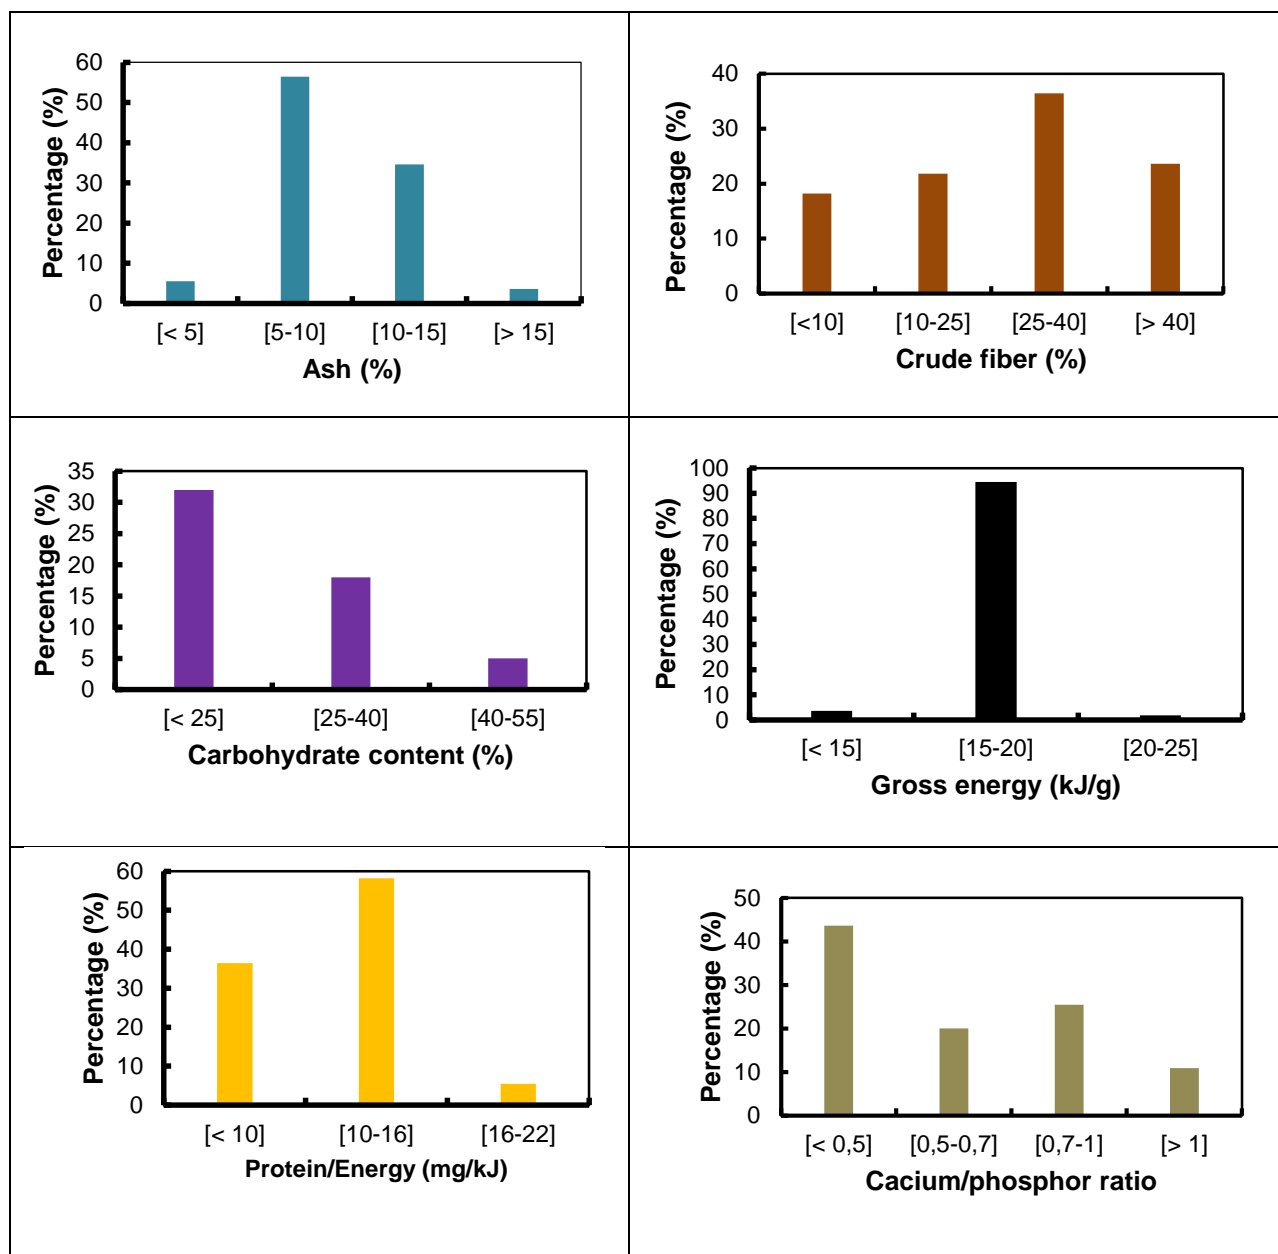 Percentage (%)
60
50
40
30
20
10
0
[< 5] [5-10] [10-15] [> 15]
Ash (%)
Percentage (%)
40
30
20
10
0
[<10] [10-25] [25-40] [> 40]
Crude fiber (%)
Percentage (%)
35
30
25
20
15
10
5
0
[< 25] [25-40] [40-55]
Carbohydrate content (%)
Percentage (%)
100
90
80
70
60
50
40
30
20
10
0
[< 15] [15-20] [20-25]
Gross energy (kJ/g)
Percentage (%)
60
50
40
30
20
10
0
[< 10] [10-16] [16-22]
Protein/Energy (mg/kJ)
Percentage (%)
50
40
30
20
10
0
[< 0,5] [0,5-0,7] [0,7-1] [> 1]
Cacium/phosphor ratio